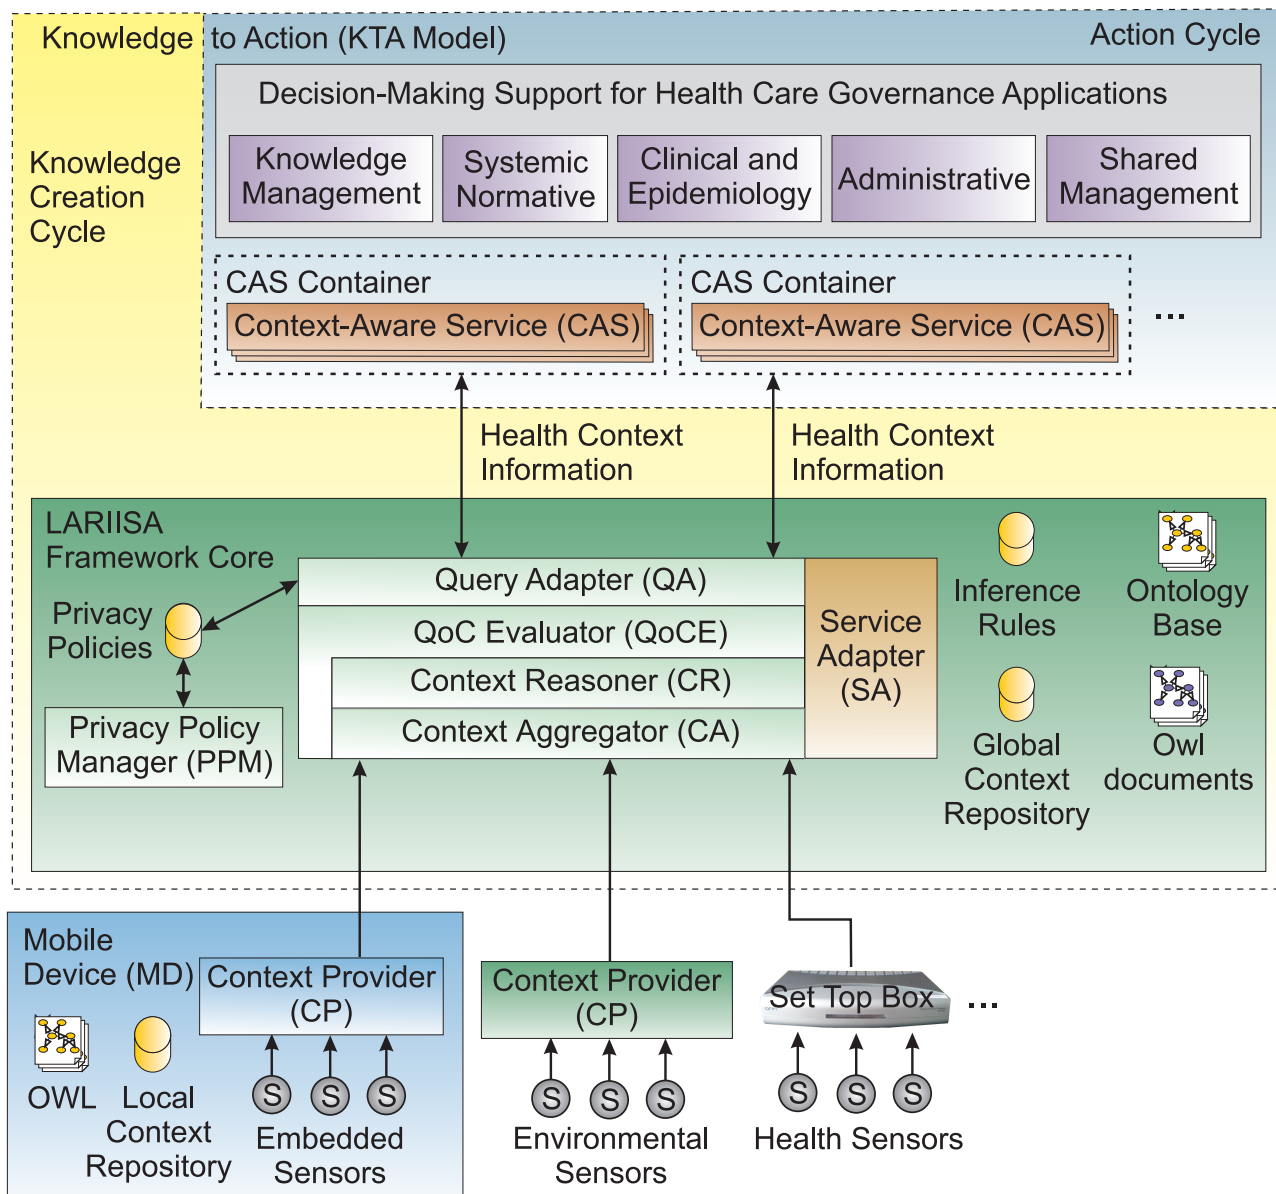 Knowledge to Action (KTA Model)
Action Cycle
Decision-Making Support for Health Care Governance Applications
Knowledge
Management
Systemic
Normative
Clinical and
Epidemiology
Administrative
Shared
Management
Knowledge
Creation
Cycle
CAS Container
Context-Aware Service (CAS)
CAS Container
Context-Aware Service (CAS)
...
Health Context
Information
Health Context
Information
LARIISA
Framework Core
Privacy
Policies
Privacy Policy
Manager (PPM)
Query Adapter (QA)
QoC Evaluator (QoCE)
Context Reasoner (CR)
Context Aggregator (CA)
Service
Adapter
(SA)
Inference
Rules
Ontology
Base
Global
Context
Repository
Owl
documents
Mobile
Device (MD)
Context Provider
(CP)
OWL
Local
Context
Repository
S
S
S
Embedded
Sensors
Context Provider
(CP)
S
S
S
Environmental
Sensors
Set Top Box
...
S
S
S
Health Sensors